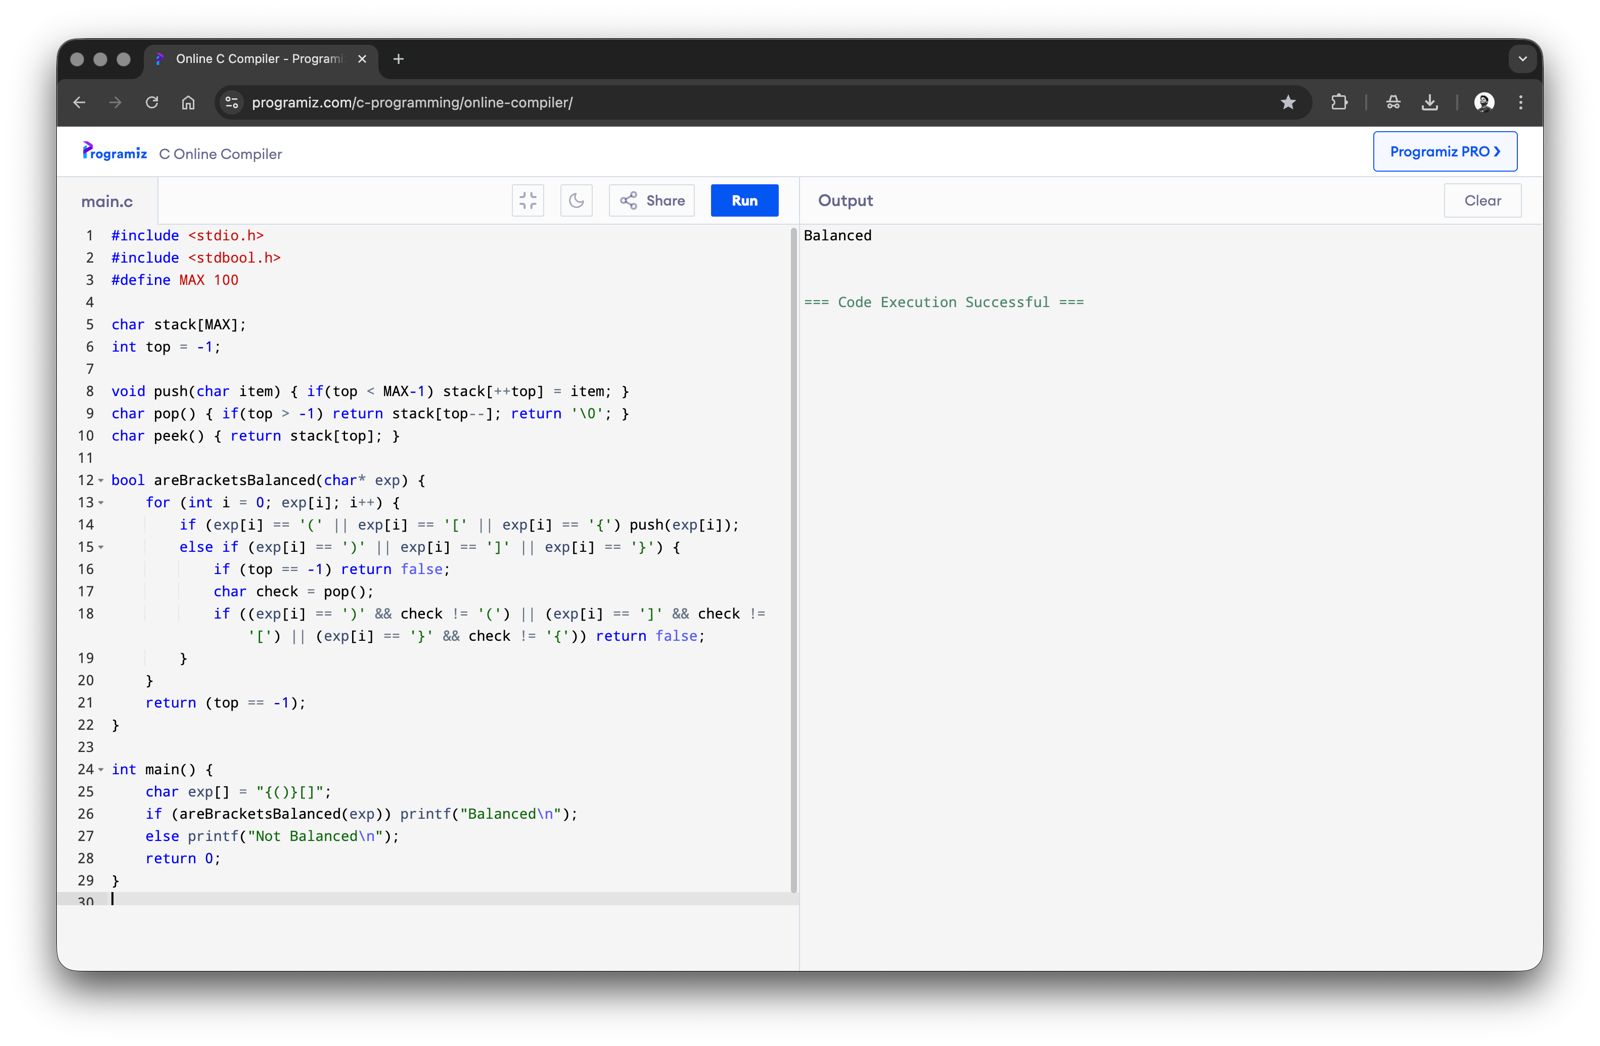 Online C Compiler - Programi
programiz.com/c-programming/online-compiler/
Programiz C Online Compiler
Programiz PRO
main.c
Share
Run
Output
Clear
1 #include <stdio.h>
2 #include <stdbool.h>
3 #define MAX 100
4
5 char stack[MAX];
6 int top = -1;
7
8 void push(char item) { if(top < MAX-1) stack[++top] = item; }
9 char pop() { if(top > -1) return stack[top--]; return '\0'; }
10 char peek() { return stack[top]; }
11
12 bool areBracketsBalanced(char* exp) {
13     for (int i = 0; exp[i]; i++) {
14         if (exp[i] == '(' || exp[i] == '[' || exp[i] == '{') push(exp[i]);
15         else if (exp[i] == ')' || exp[i] == ']' || exp[i] == '}') {
16             if (top == -1) return false;
17             char check = pop();
18             if ((exp[i] == ')' && check != '(') || (exp[i] == ']' && check !=
                '[') || (exp[i] == '}' && check != '{')) return false;
19         }
20     }
21     return (top == -1);
22 }
23
24 int main() {
25     char exp[] = "{()}[]";
26     if (areBracketsBalanced(exp)) printf("Balanced\n");
27     else printf("Not Balanced\n");
28     return 0;
29 }
30
Balanced
=== Code Execution Successful ===